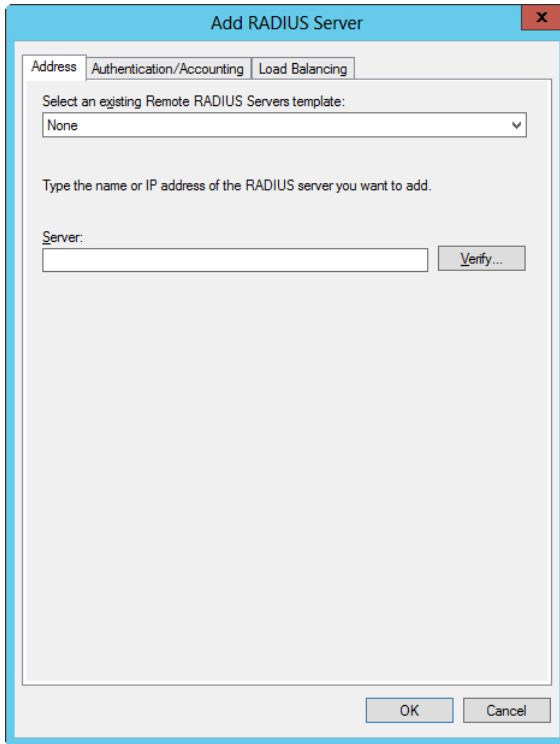 Add RADIUS Server
x
Address
Authentication/Accounting
Load Balancing
Select an existing Remote RADIUS Servers template:
None
Type the name or IP address of the RADIUS server you want to add.
Server:
Verify...
OK
Cancel